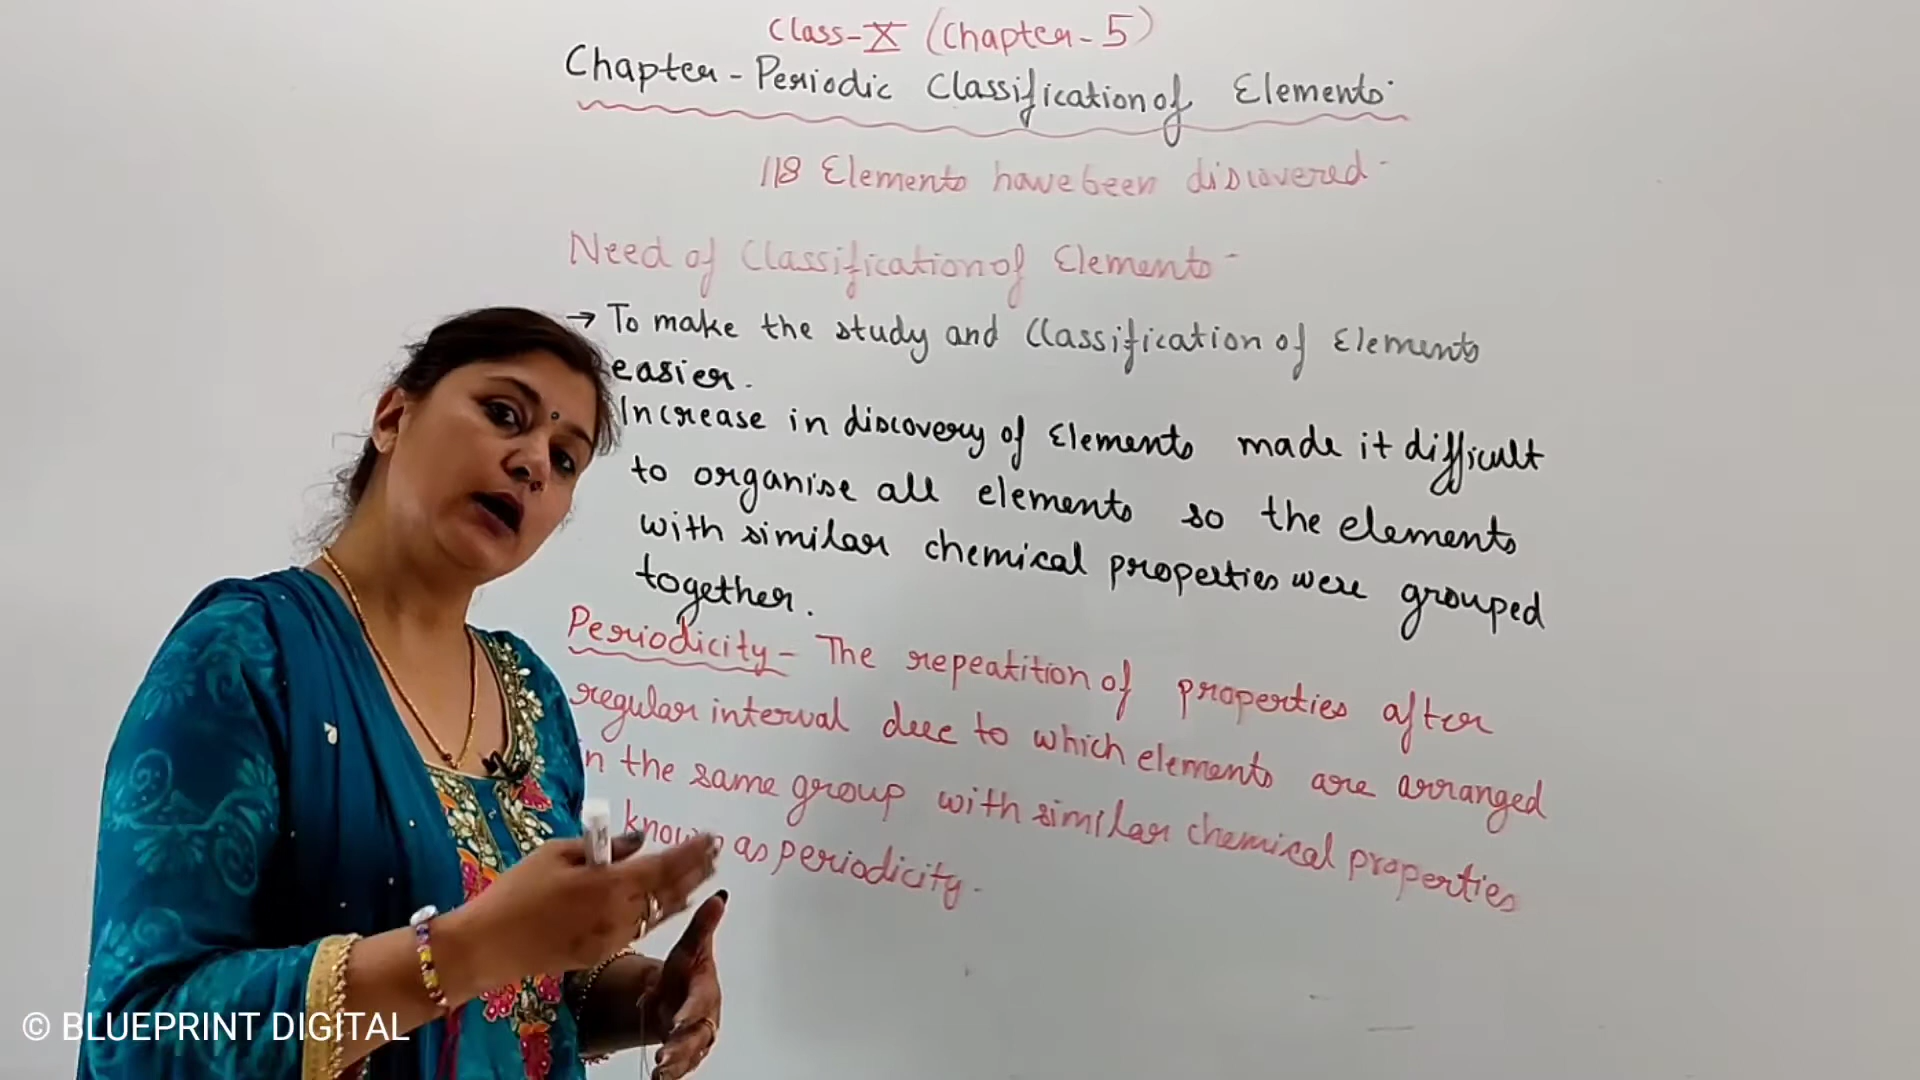 Class-X (Chapter-5)
Chapter-Periodic Classification of Elements.
118 Elements have been discovered-
Need of Classification of Elements-
→ To make the study and Classification of Elements
easier.
Increase in discovery of Elements made it difficult
to organise all elements so the elements
with similar chemical properties were grouped
together.
Periodicity- The repeatition of properties after
regular interval due to which elements are arranged
in the same group with similar chemical properties
known as periodicity.
© BLUEPRINT DIGITAL